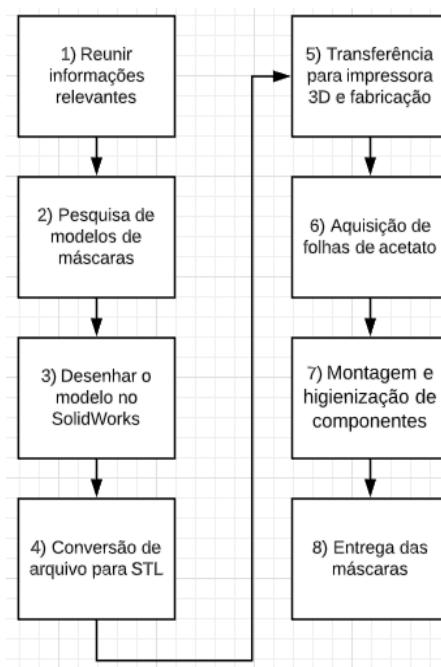 1) Reunir
informações
relevantes
2) Pesquisa de
modelos de
máscaras
3) Desenhar o
modelo no
SolidWorks
4) Conversão de
arquivo para STL
5) Transferência
para impressora
3D e fabricação
6) Aquisição de
folhas de acetato
7) Montagem e
higienização de
componentes
8) Entrega das
máscaras